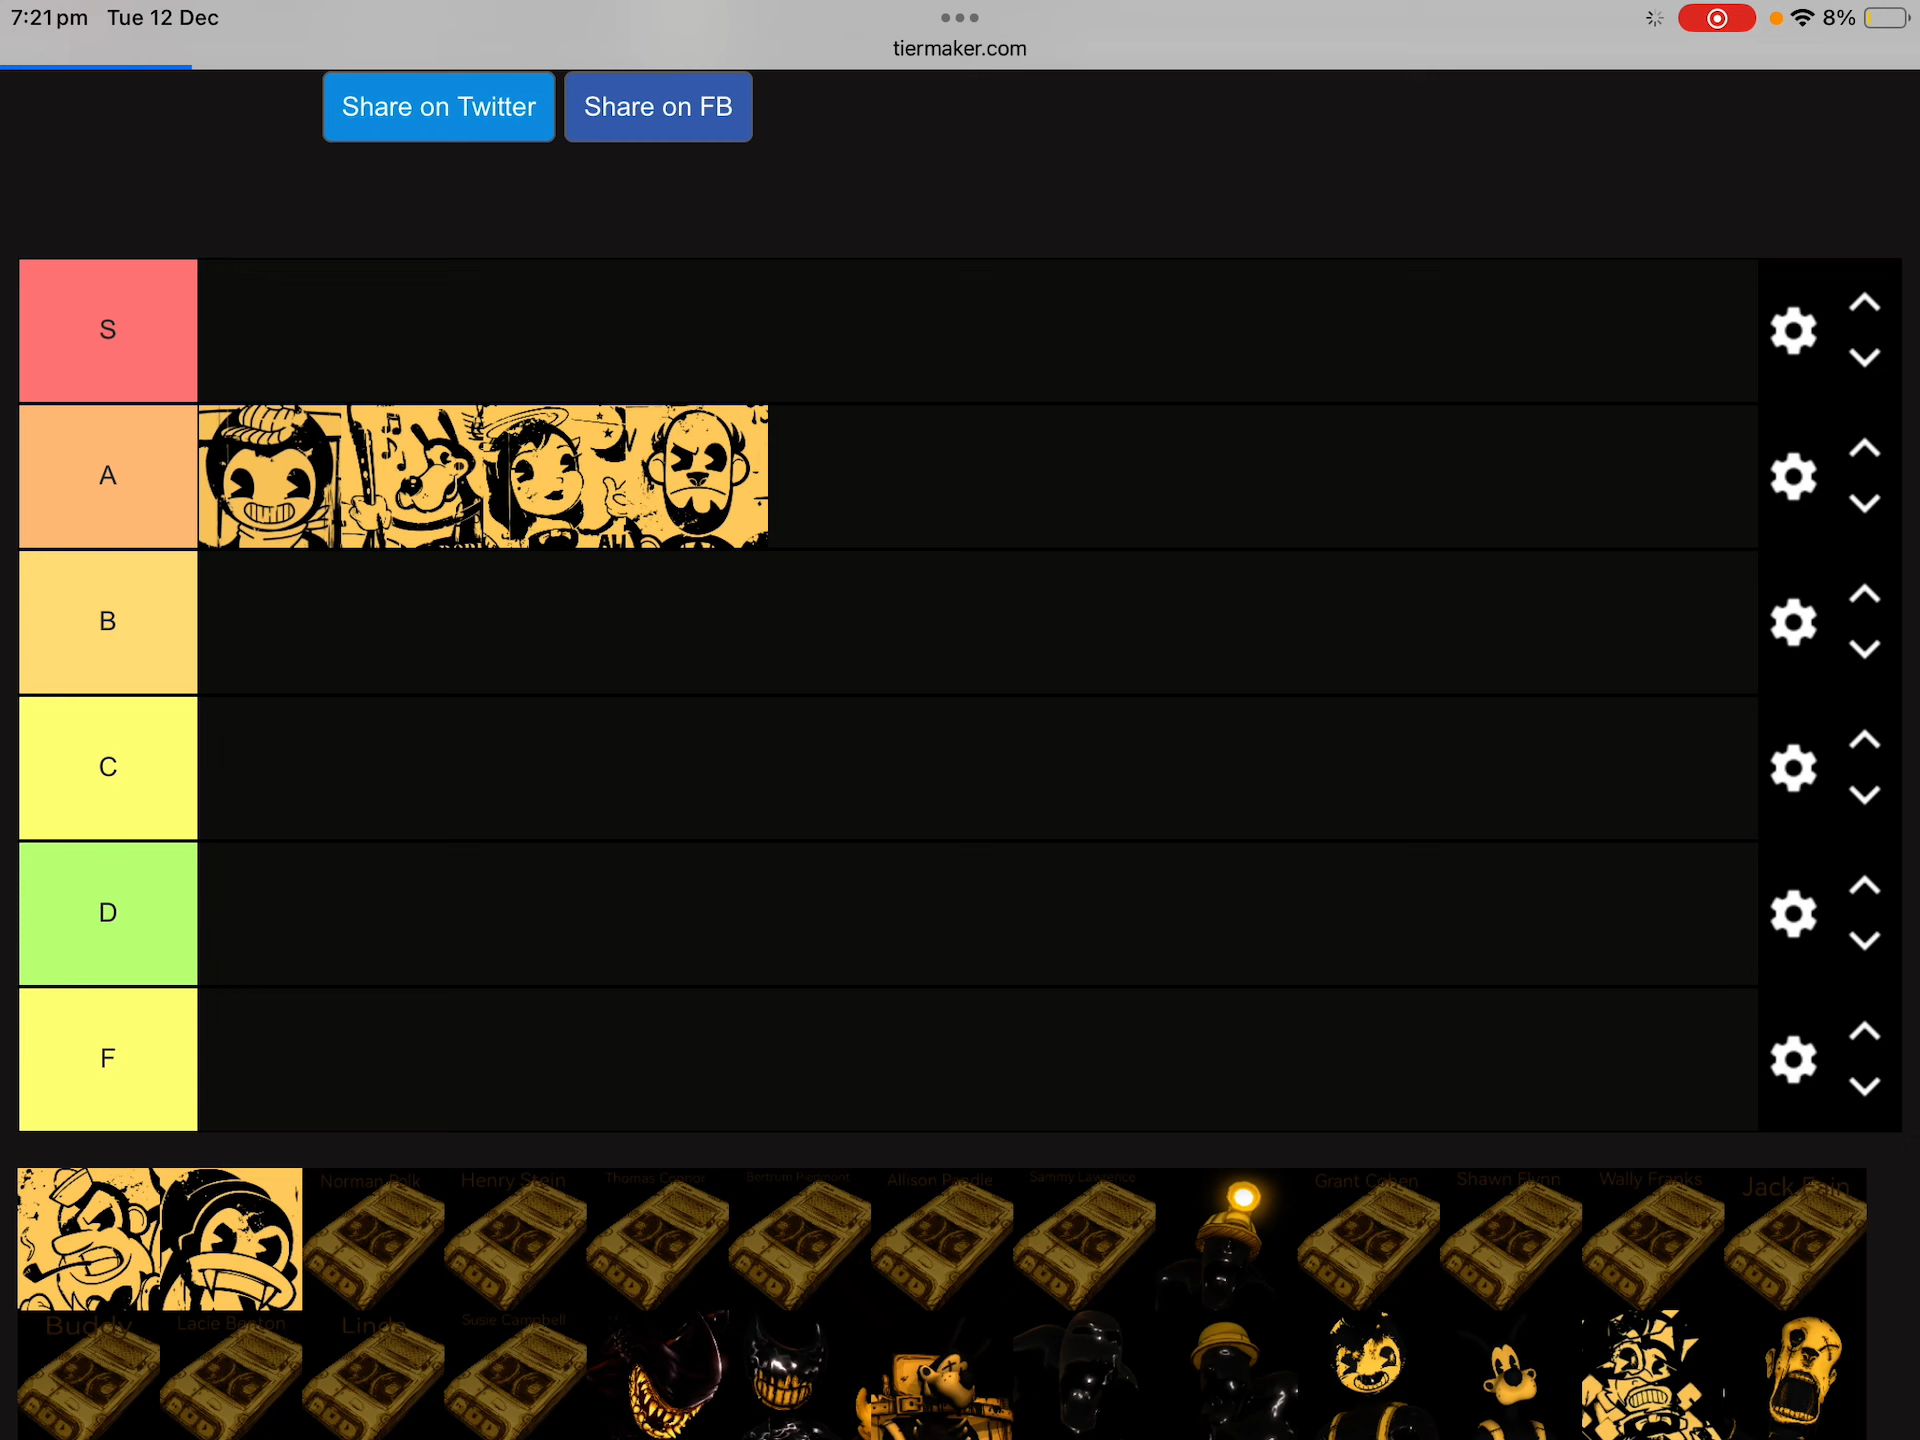 7:21 pm Tue 12 Dec
8%
tiermaker.com
Share on Twitter
Share on FB
S
A
B
C
D
F
Norman Polk
Henry Stein
Thomas Connor
Bertrum Piedmont
Allison Pendle
Sammy Lawrence
Grant Cohen
Shawn Flynn
Wally Franks
Jack Fain
Buddy
Lacie Benton
Linda
Susie Campbell